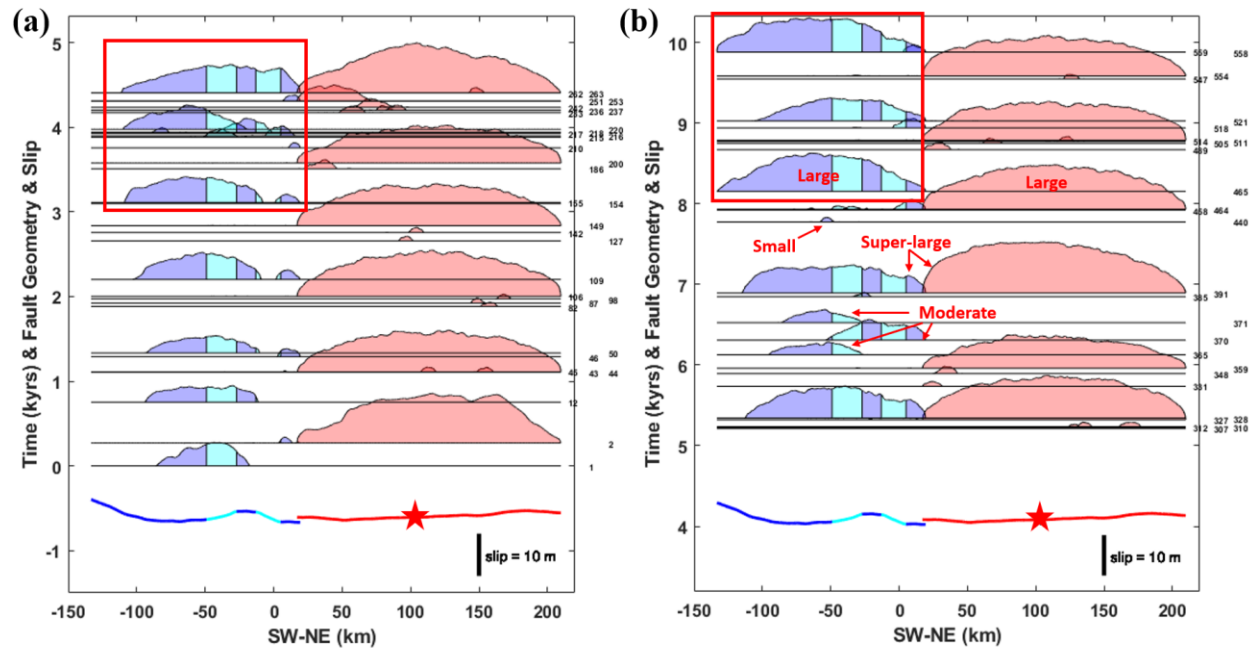 (a)
Time (kyrs) & Fault Geometry & Slip
5
4
3
2
1
0
-1
262 263
251 253
236 237
220
215 216
210
200
186
155 154
149
142
127
109
106 98
87
82
50
46
45 43 44
12
2
1
slip = 10 m
-150 -100 -50 0 50 100 150 200
SW-NE (km)
(b)
Time (kyrs) & Fault Geometry & Slip
10
9
8
7
6
5
4
559 558
554
547
521
518
514 505 511
489
Large
Large
465
458 464
440
Small
Super-large
391
385
Moderate
371
370
365
359
348
331
327 328
312 307 310
slip = 10 m
-150 -100 -50 0 50 100 150 200
SW-NE (km)